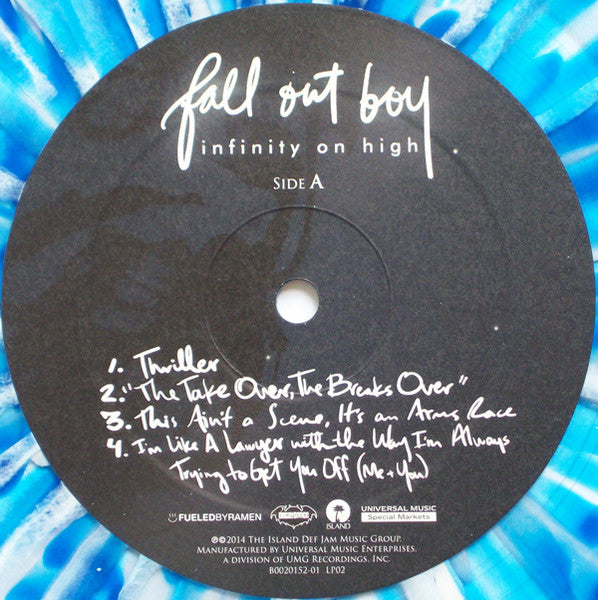 fall out boy
infinity on high
SIDE A
1. Thriller
2. "The Take Over, The Breaks Over"
3. This Ain't a Scene, It's an Arms Race
4. I'm Like A Lawyer with the Way I'm Always
Trying to Get You Off (Me + You)
FUELEDBYRAMEN
ISLAND
UNIVERSAL MUSIC
Special Markets
℗©2014 THE ISLAND DEF JAM MUSIC GROUP.
MANUFACTURED BY UNIVERSAL MUSIC ENTERPRISES,
A DIVISION OF UMG RECORDINGS, INC.
B0020152-01 LP02